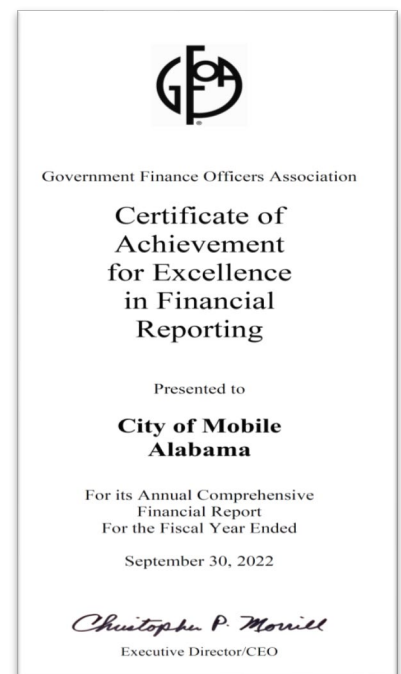 GFOA
Government Finance Officers Association
Certificate of
Achievement
for Excellence
in Financial
Reporting
Presented to
City of Mobile
Alabama
For its Annual Comprehensive
Financial Report
For the Fiscal Year Ended
September 30, 2022
Christopher P. Morrill
Executive Director/CEO